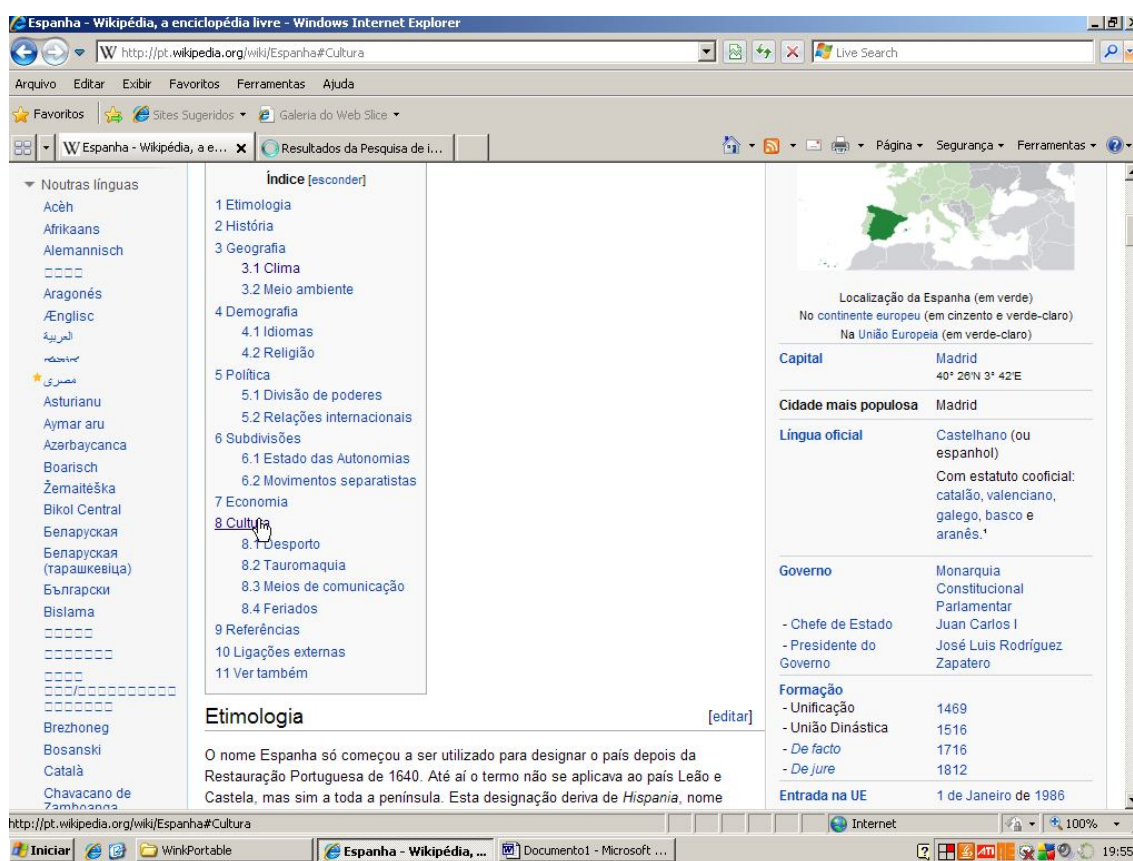 Espanha - Wikipédia, a enciclopédia livre - Windows Internet Explorer
http://pt.wikipedia.org/wiki/Espanha#Cultura
Live Search
Arquivo Editar Exibir Favoritos Ferramentas Ajuda
Favoritos Sites Sugeridos Galeria do Web Slice
Espanha - Wikipédia, a e... Resultados da Pesquisa de i...
Página Segurança Ferramentas
Noutras línguas
Acèh
Afrikaans
Alemannisch
Aragonés
Ænglisc
العربية
مصرى
Asturianu
Aymar aru
Azərbaycanca
Boarisch
Žemaitėška
Bikol Central
Беларуская
Беларуская
(тарашкевіца)
Български
Bislama
Brezhoneg
Bosanski
Català
Chavacano de
Zamboanga
Índice [esconder]
1 Etimologia
2 História
3 Geografia
3.1 Clima
3.2 Meio ambiente
4 Demografia
4.1 Idiomas
4.2 Religião
5 Política
5.1 Divisão de poderes
5.2 Relações internacionais
6 Subdivisões
6.1 Estado das Autonomias
6.2 Movimentos separatistas
7 Economia
8 Cultura
8.1 Desporto
8.2 Tauromaquia
8.3 Meios de comunicação
8.4 Feriados
9 Referências
10 Ligações externas
11 Ver também
Etimologia [editar]
O nome Espanha só começou a ser utilizado para designar o país depois da
Restauração Portuguesa de 1640. Até aí o termo não se aplicava ao país Leão e
Castela, mas sim a toda a península. Esta designação deriva de Hispania, nome
Localização da Espanha (em verde)
No continente europeu (em cinzento e verde-claro)
Na União Europeia (em verde-claro)
Capital Madrid
40° 26'N 3° 42'E
Cidade mais populosa Madrid
Língua oficial Castelhano (ou
espanhol)
Com estatuto cooficial:
catalão, valenciano,
galego, basco e
aranês.¹
Governo Monarquia
Constitucional
Parlamentar
- Chefe de Estado Juan Carlos I
- Presidente do José Luis Rodríguez
Governo Zapatero
Formação
- Unificação 1469
- União Dinástica 1516
- De facto 1716
- De jure 1812
Entrada na UE 1 de Janeiro de 1986
http://pt.wikipedia.org/wiki/Espanha#Cultura Internet 100%
Iniciar WinkPortable Espanha - Wikipédia, ... Documento1 - Microsoft ... 19:55